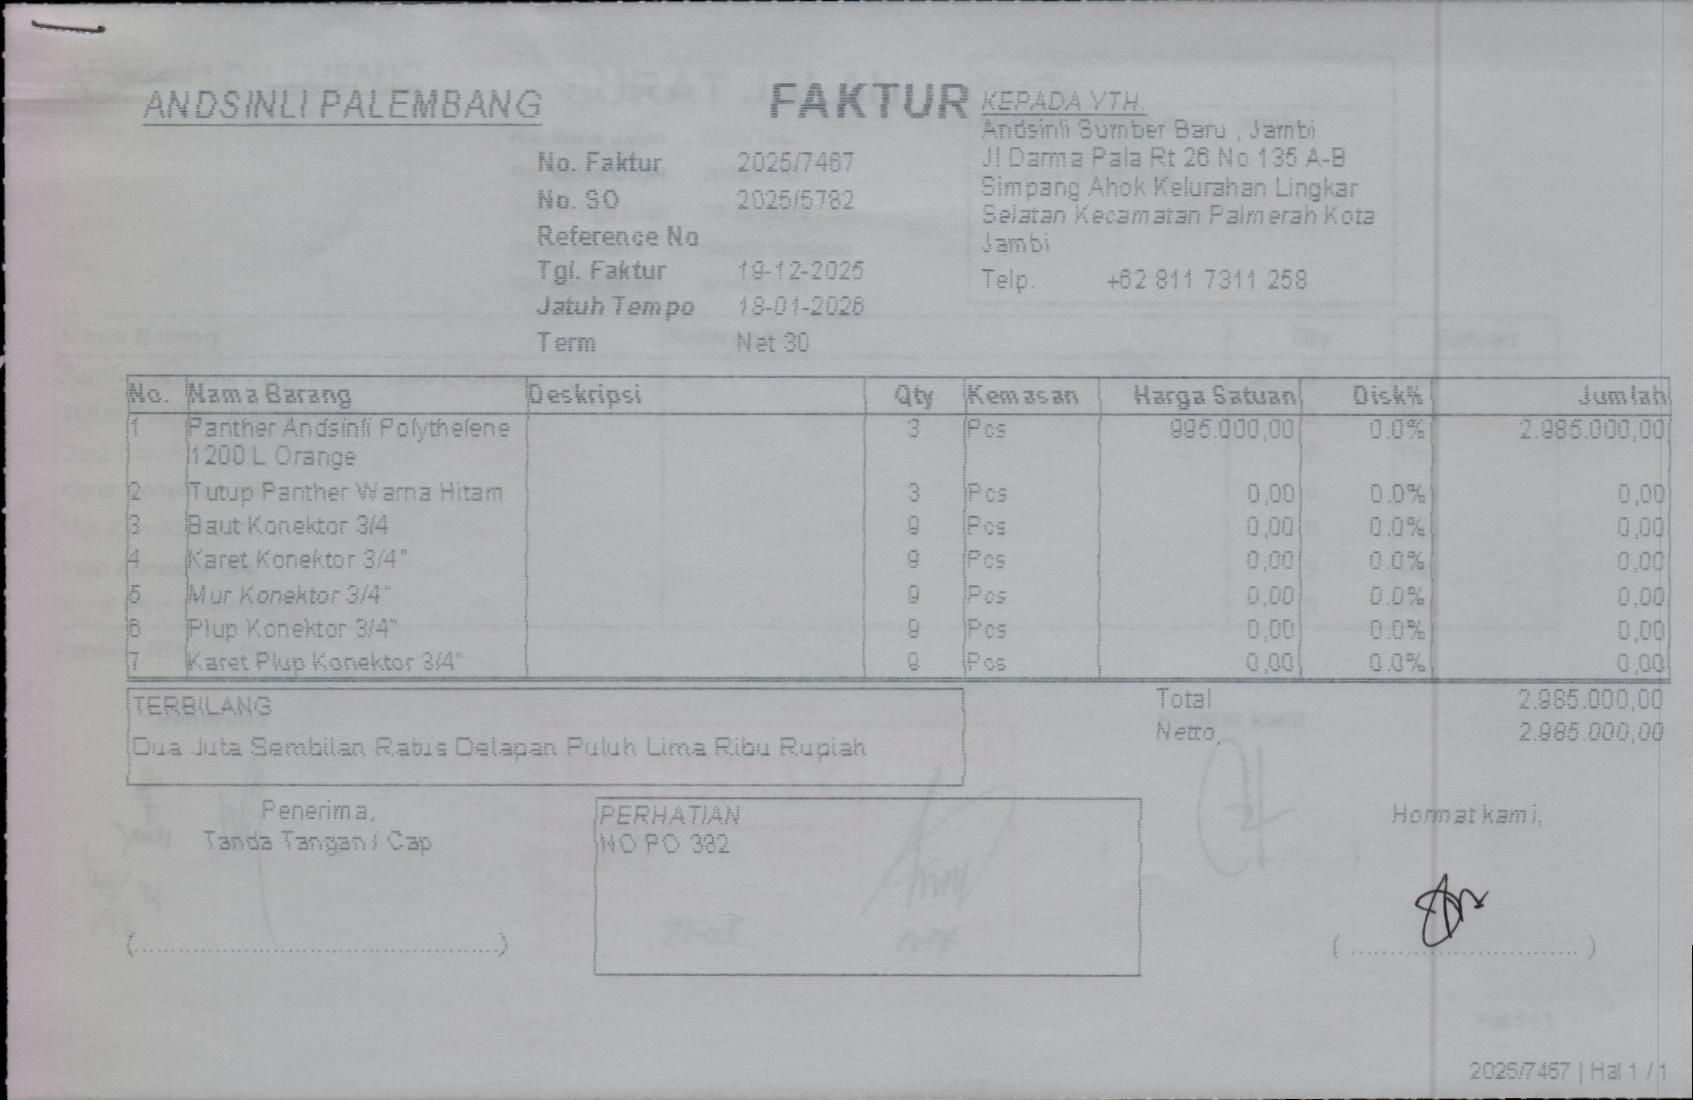 ANDSINLI PALEMBANG
FAKTUR
KEPADA YTH.
Andsinli Sumber Baru , Jambi
Jl Darma Pala Rt 26 No 135 A-B
Simpang Ahok Kelurahan Lingkar
Selatan Kecamatan Palmerah Kota
Jambi
Telp. +62 811 7311 258
No. Faktur 2025/7467
No. SO 2025/5782
Reference No
Tgl. Faktur 19-12-2025
Jatuh Tempo 18-01-2026
Term Net 30
No. Nama Barang Deskripsi Qty Kemasan Harga Satuan Disk% Jumlah
1 Panther Andsinli Polythelene 3 Pcs 995.000,00 0.0% 2.985.000,00
1200 L Orange
2 Tutup Panther Warna Hitam 3 Pcs 0,00 0.0% 0,00
3 Baut Konektor 3/4 9 Pcs 0,00 0.0% 0,00
4 Karet Konektor 3/4" 9 Pcs 0,00 0.0% 0,00
5 Mur Konektor 3/4" 9 Pcs 0,00 0.0% 0,00
6 Plup Konektor 3/4" 9 Pcs 0,00 0.0% 0,00
7 Karet Plup Konektor 3/4" 9 Pcs 0,00 0.0% 0,00
TERBILANG
Dua Juta Sembilan Ratus Delapan Puluh Lima Ribu Rupiah
Total 2.985.000,00
Netto 2.985.000,00
Penerima,
Tanda Tangan / Cap
(..........................................)
PERHATIAN
NO PO 382
Hormat kami,
( .......................... )
2025/7467 | Hal 1 / 1